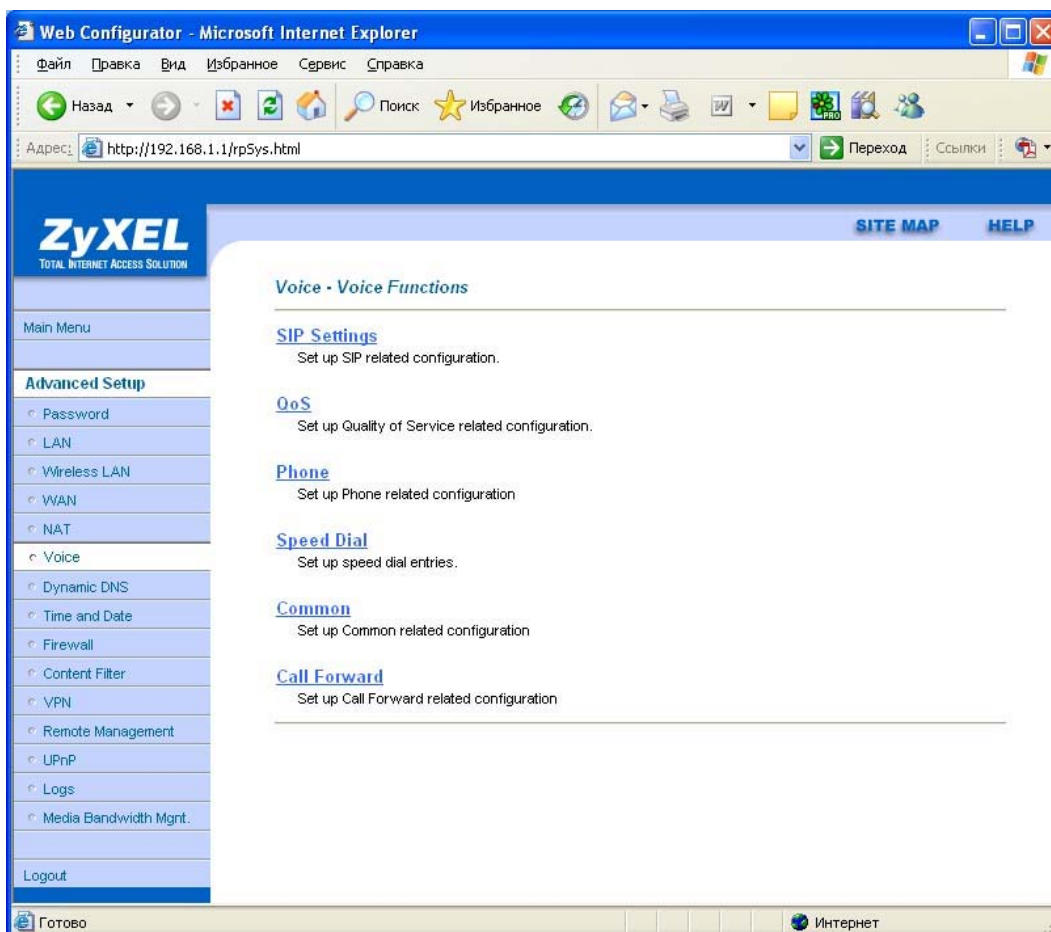 Web Configurator - Microsoft Internet Explorer
Файл Правка Вид Избранное Сервис Справка
Назад Поиск Избранное
Адрес: http://192.168.1.1/rpSys.html Переход Ссылки
SITE MAP HELP
ZyXEL
TOTAL INTERNET ACCESS SOLUTION
Main Menu
Advanced Setup
Password
LAN
Wireless LAN
WAN
NAT
Voice
Dynamic DNS
Time and Date
Firewall
Content Filter
VPN
Remote Management
UPnP
Logs
Media Bandwidth Mgnt.
Logout
Voice - Voice Functions
SIP Settings
Set up SIP related configuration.
QoS
Set up Quality of Service related configuration.
Phone
Set up Phone related configuration
Speed Dial
Set up speed dial entries.
Common
Set up Common related configuration
Call Forward
Set up Call Forward related configuration
Готово Интернет